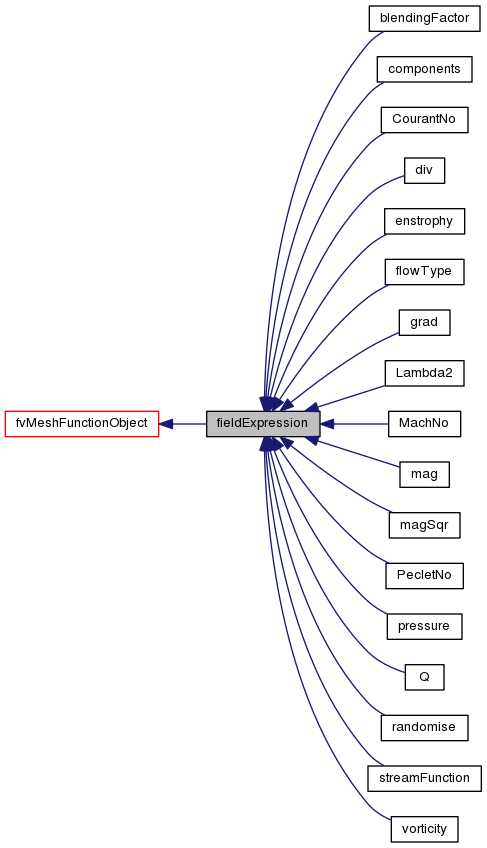 blendingFactor
components
CourantNo
div
enstrophy
flowType
grad
Lambda2
fvMeshFunctionObject
fieldExpression
MachNo
mag
magSqr
PecletNo
pressure
Q
randomise
streamFunction
vorticity